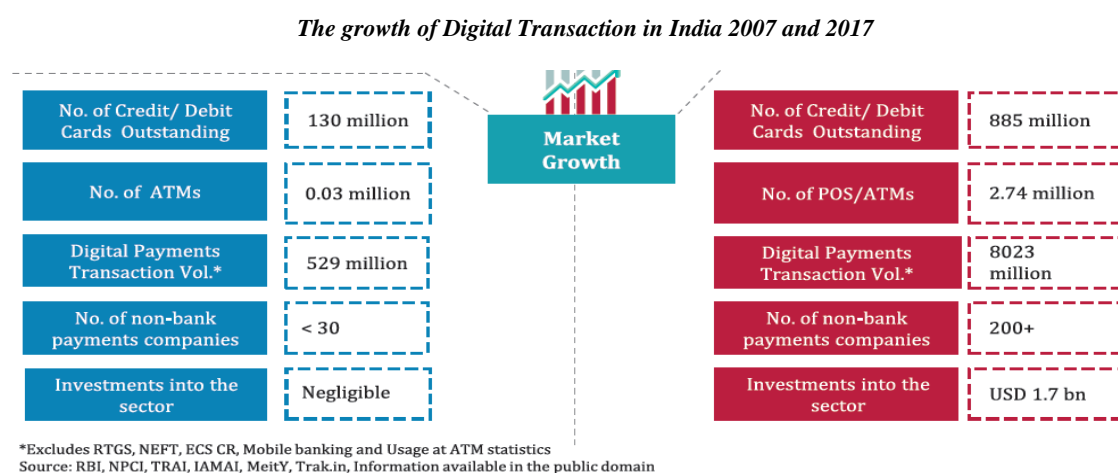 The growth of Digital Transaction in India 2007 and 2017
No. of Credit/ Debit
Cards Outstanding
130 million
No. of ATMs
0.03 million
Digital Payments
Transaction Vol.*
529 million
No. of non-bank
payments companies
< 30
Investments into the
sector
Negligible
Market
Growth
No. of Credit/ Debit
Cards Outstanding
885 million
No. of POS/ATMs
2.74 million
Digital Payments
Transaction Vol.*
8023
million
No. of non-bank
payments companies
200+
Investments into the
sector
USD 1.7 bn
*Excludes RTGS, NEFT, ECS CR, Mobile banking and Usage at ATM statistics
Source: RBI, NPCI, TRAI, IAMAI, MeitY, Trak.in, Information available in the public domain